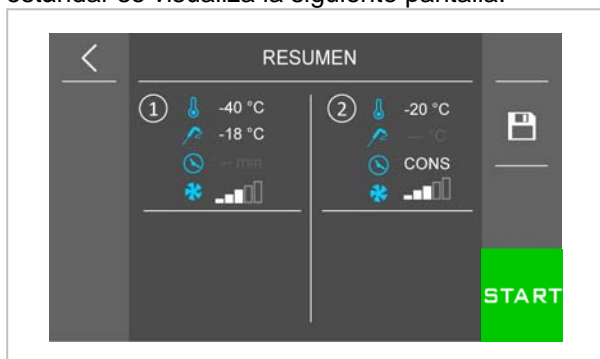 estándar se visualiza la siguiente pantalla:
RESUMEN
1 -40 °C
-18 °C
-- min
2 -20 °C
--- °C
CONS
START